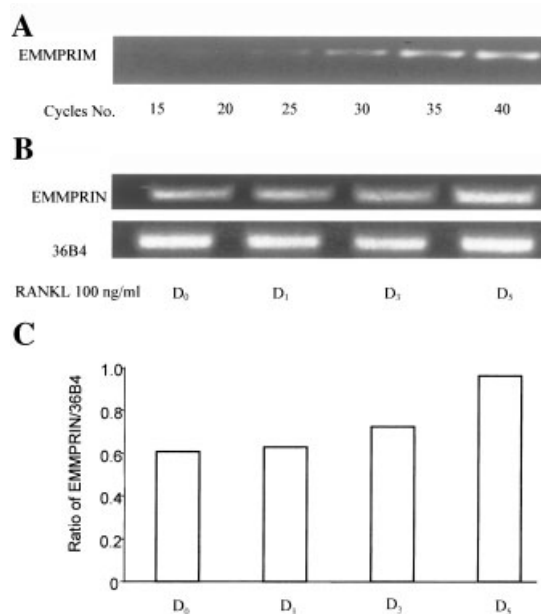 A
EMMPRIM
Cycles No. 15 20 25 30 35 40
B
EMMPRIN
36B4
RANKL 100 ng/ml D₀ D₁ D₃ D₅
C
Ratio of EMMPRIN/36B4
1.0
0.8
0.6
0.4
0.2
0
D₀ D₁ D₃ D₅